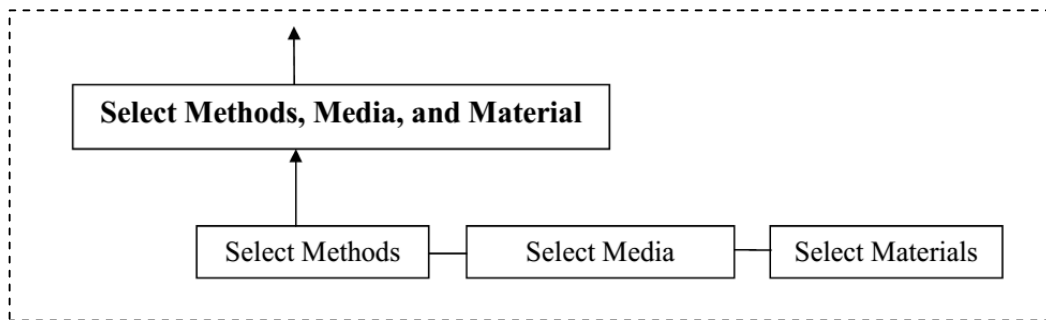 Select Methods, Media, and Material
Select Methods
Select Media
Select Materials